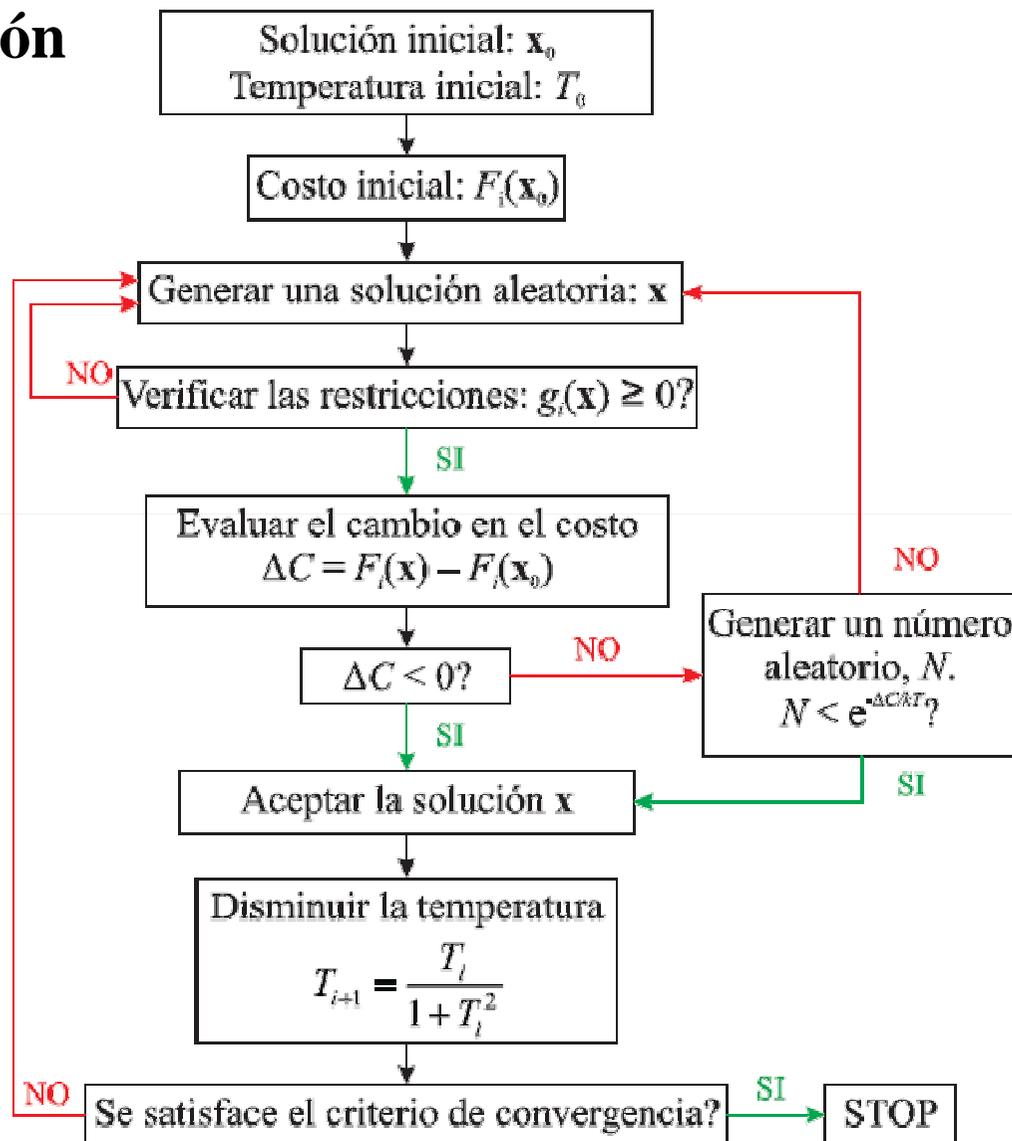 ón
Solución inicial: x₀
Temperatura inicial: T₀
Costo inicial: Fᵢ(x₀)
Generar una solución aleatoria: x
NO
Verificar las restricciones: gᵢ(x) ≥ 0?
SI
Evaluar el cambio en el costo
ΔC = Fᵢ(x) – Fᵢ(x₀)
NO
Generar un número
aleatorio, N.
N < e^-ΔC/kT?
ΔC < 0?
NO
SI
SI
Aceptar la solución x
Disminuir la temperatura
Tᵢ₊₁ = Tᵢ / (1 + Tᵢ²)
NO
Se satisface el criterio de convergencia?
SI
STOP